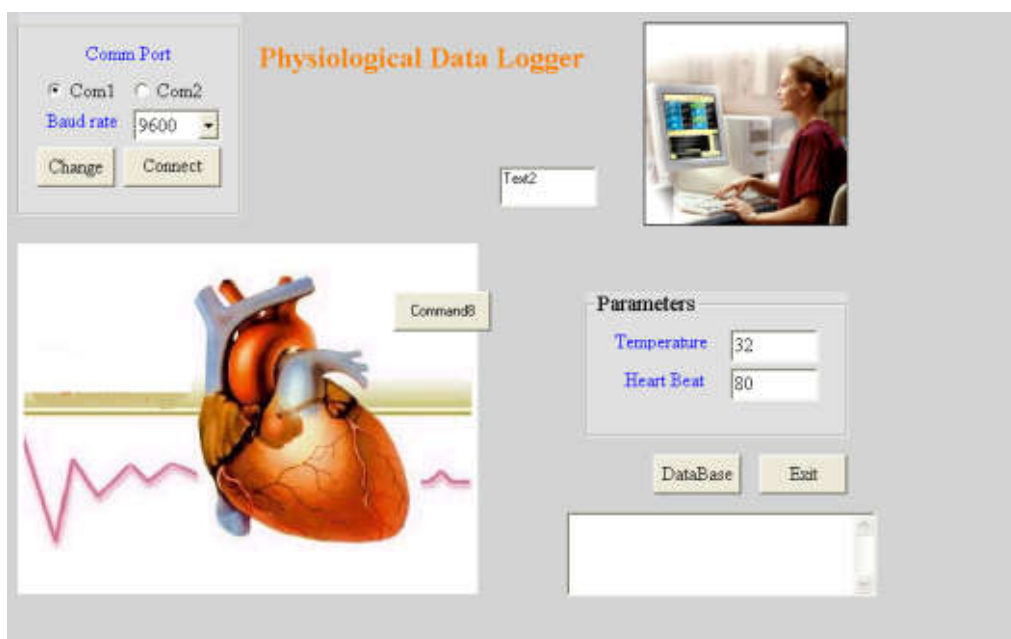 Comm Port
Com1 Com2
Baud rate 9600
Change Connect
Physiological Data Logger
Text2
Command8
Parameters
Temperature 32
Heart Beat 80
DataBase Exit